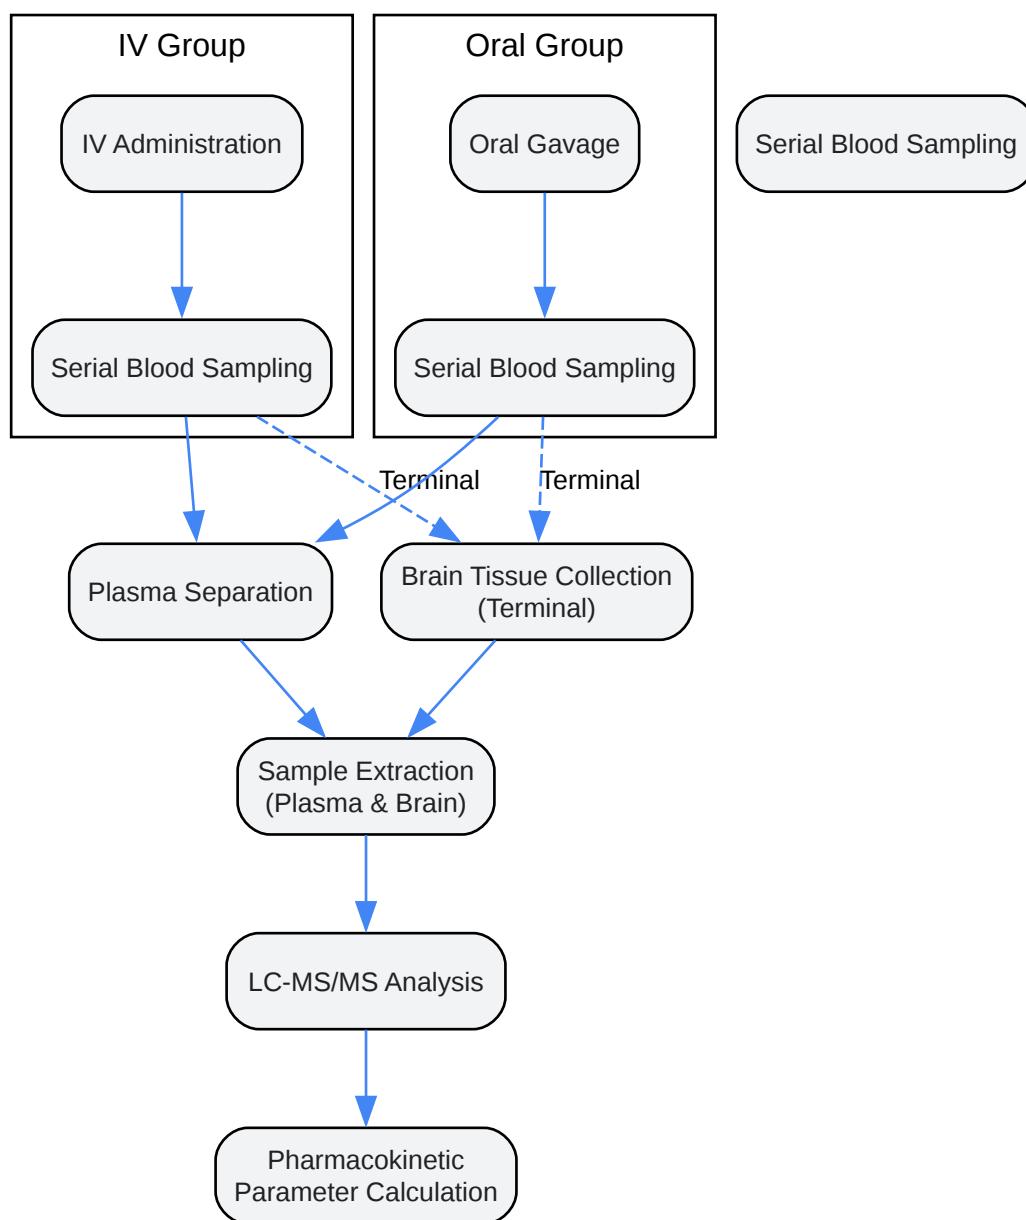 IV Group
Oral Group
IV Administration
Oral Gavage
Serial Blood Sampling
Serial Blood Sampling
Serial Blood Sampling
Terminal
Terminal
Plasma Separation
Brain Tissue Collection
(Terminal)
Sample Extraction
(Plasma & Brain)
LC-MS/MS Analysis
Pharmacokinetic
Parameter Calculation